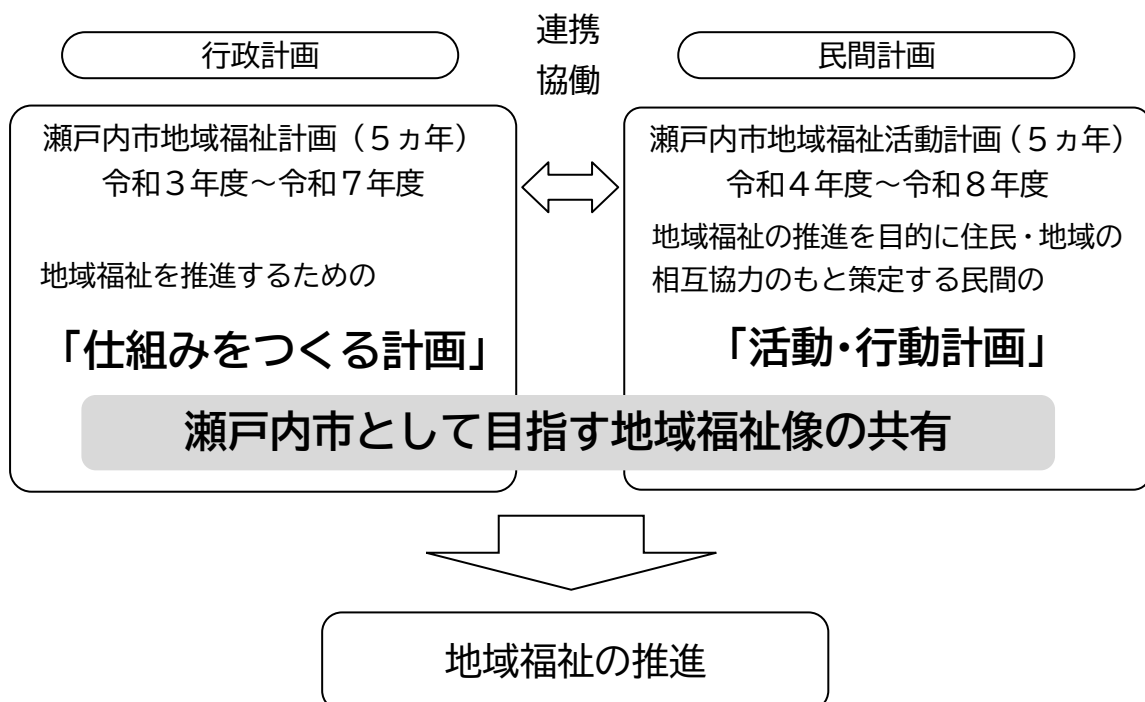 行政計画
連携
協働
民間計画
瀬戸内市地域福祉計画（５ヵ年）
令和３年度～令和７年度
地域福祉を推進するための
「仕組みをつくる計画」
瀬戸内市地域福祉活動計画（５ヵ年）
令和４年度～令和８年度
地域福祉の推進を目的に住民・地域の
相互協力のもと策定する民間の
「活動・行動計画」
瀬戸内市として目指す地域福祉像の共有
地域福祉の推進